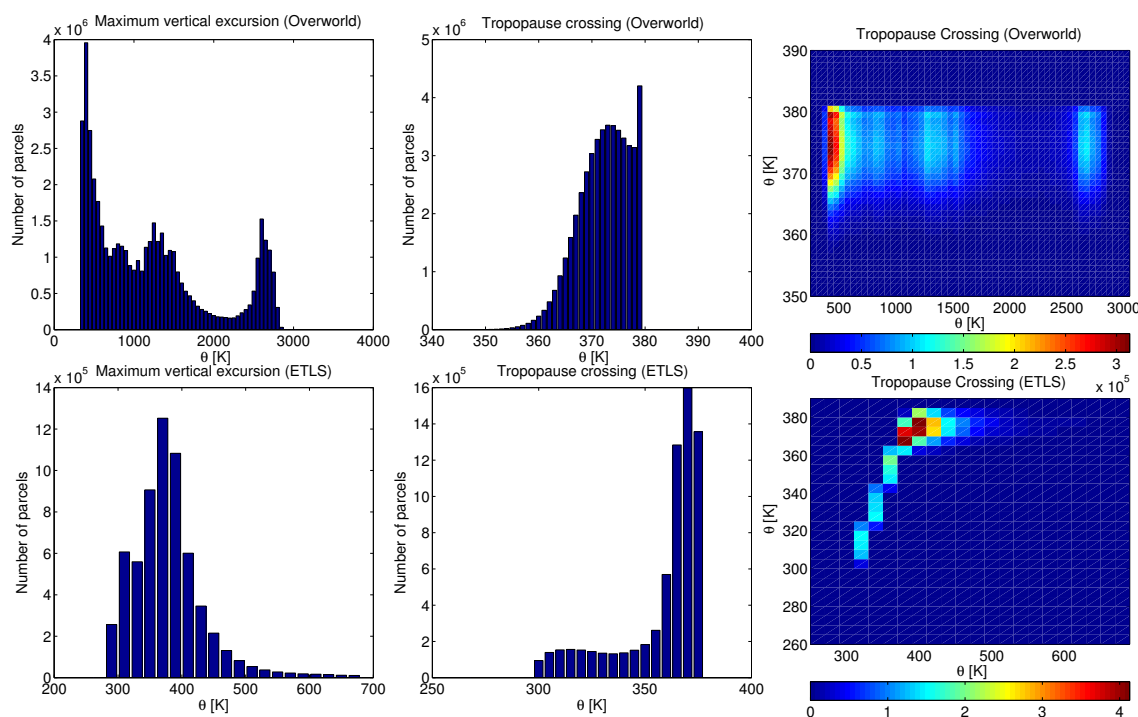 Maximum vertical excursion (Overworld)
x 10^6
4
3.5
3
2.5
2
1.5
1
0.5
0
Number of parcels
0 1000 2000 3000 4000
θ [K]
Tropopause crossing (Overworld)
x 10^6
5
4
3
2
1
0
Number of parcels
340 350 360 370 380 390 400
θ [K]
Tropopause Crossing (Overworld)
390
380
370
360
350
θ [K]
500 1000 1500 2000 2500 3000
θ [K]
0 0.5 1 1.5 2 2.5 3
x 10^5
Maximum vertical excursion (ETLS)
x 10^5
14
12
10
8
6
4
2
0
Number of parcels
200 300 400 500 600 700
θ [K]
Tropopause crossing (ETLS)
x 10^5
16
14
12
10
8
6
4
2
0
Number of parcels
250 300 350 400
θ [K]
Tropopause Crossing (ETLS)
380
360
340
320
300
280
260
θ [K]
300 400 500 600
θ [K]
0 1 2 3 4